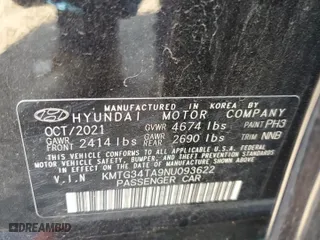 MANUFACTURED IN KOREA BY
HYUNDAI MOTOR COMPANY
OCT/2021 GVWR 4674 lbs PAINT PH3
GAWR FRONT 2414 lbs GAWR REAR 2690 lbs TRIM NNB
THIS VEHICLE CONFORMS TO ALL APPLICABLE
FEDERAL MOTOR VEHICLE SAFETY, BUMPER, AND
THEFT PREVENTION STANDARDS IN EFFECT ON
THE DATE OF MANUFACTURE SHOWN ABOVE.
V.I.N KMTG34TA9NU093622
PASSENGER CAR